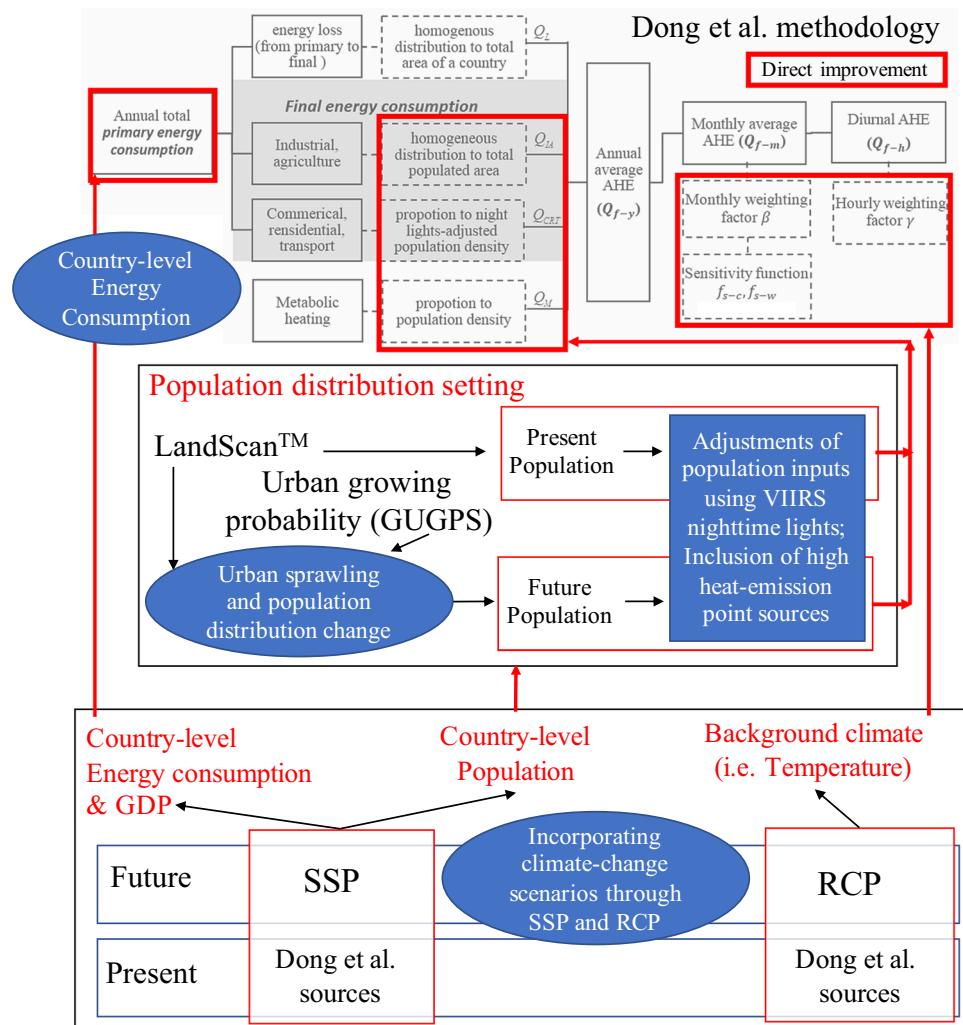 Dong et al. methodology
Direct improvement
energy loss
(from primary to
final )
homogenous
distribution to total
area of a country
Q_L
Final energy consumption
Annual total
primary energy
consumption
Industrial,
agriculture
homogeneous
distribution to total
populated area
Q_IA
Commerical,
rensidential,
transport
propotion to night
lights-adjusted
population density
Q_CRT
Metabolic
heating
propotion to
population density
Q_M
Annual
average
AHE
(Q_f−y)
Monthly average
AHE (Q_f−m)
Diurnal AHE
(Q_f−h)
Monthly weighting
factor β
Hourly weighting
factor γ
Sensitivity function
f_s−c, f_s−w
Country-level
Energy
Consumption
Population distribution setting
LandScan™
Urban growing
probability (GUGPS)
Urban sprawling
and population
distribution change
Present
Population
Future
Population
Adjustments of
population inputs
using VIIRS
nighttime lights;
Inclusion of high
heat-emission
point sources
Country-level
Energy consumption
& GDP
Country-level
Population
Background climate
(i.e. Temperature)
Future
SSP
Incorporating
climate-change
scenarios through
SSP and RCP
RCP
Present
Dong et al.
sources
Dong et al.
sources